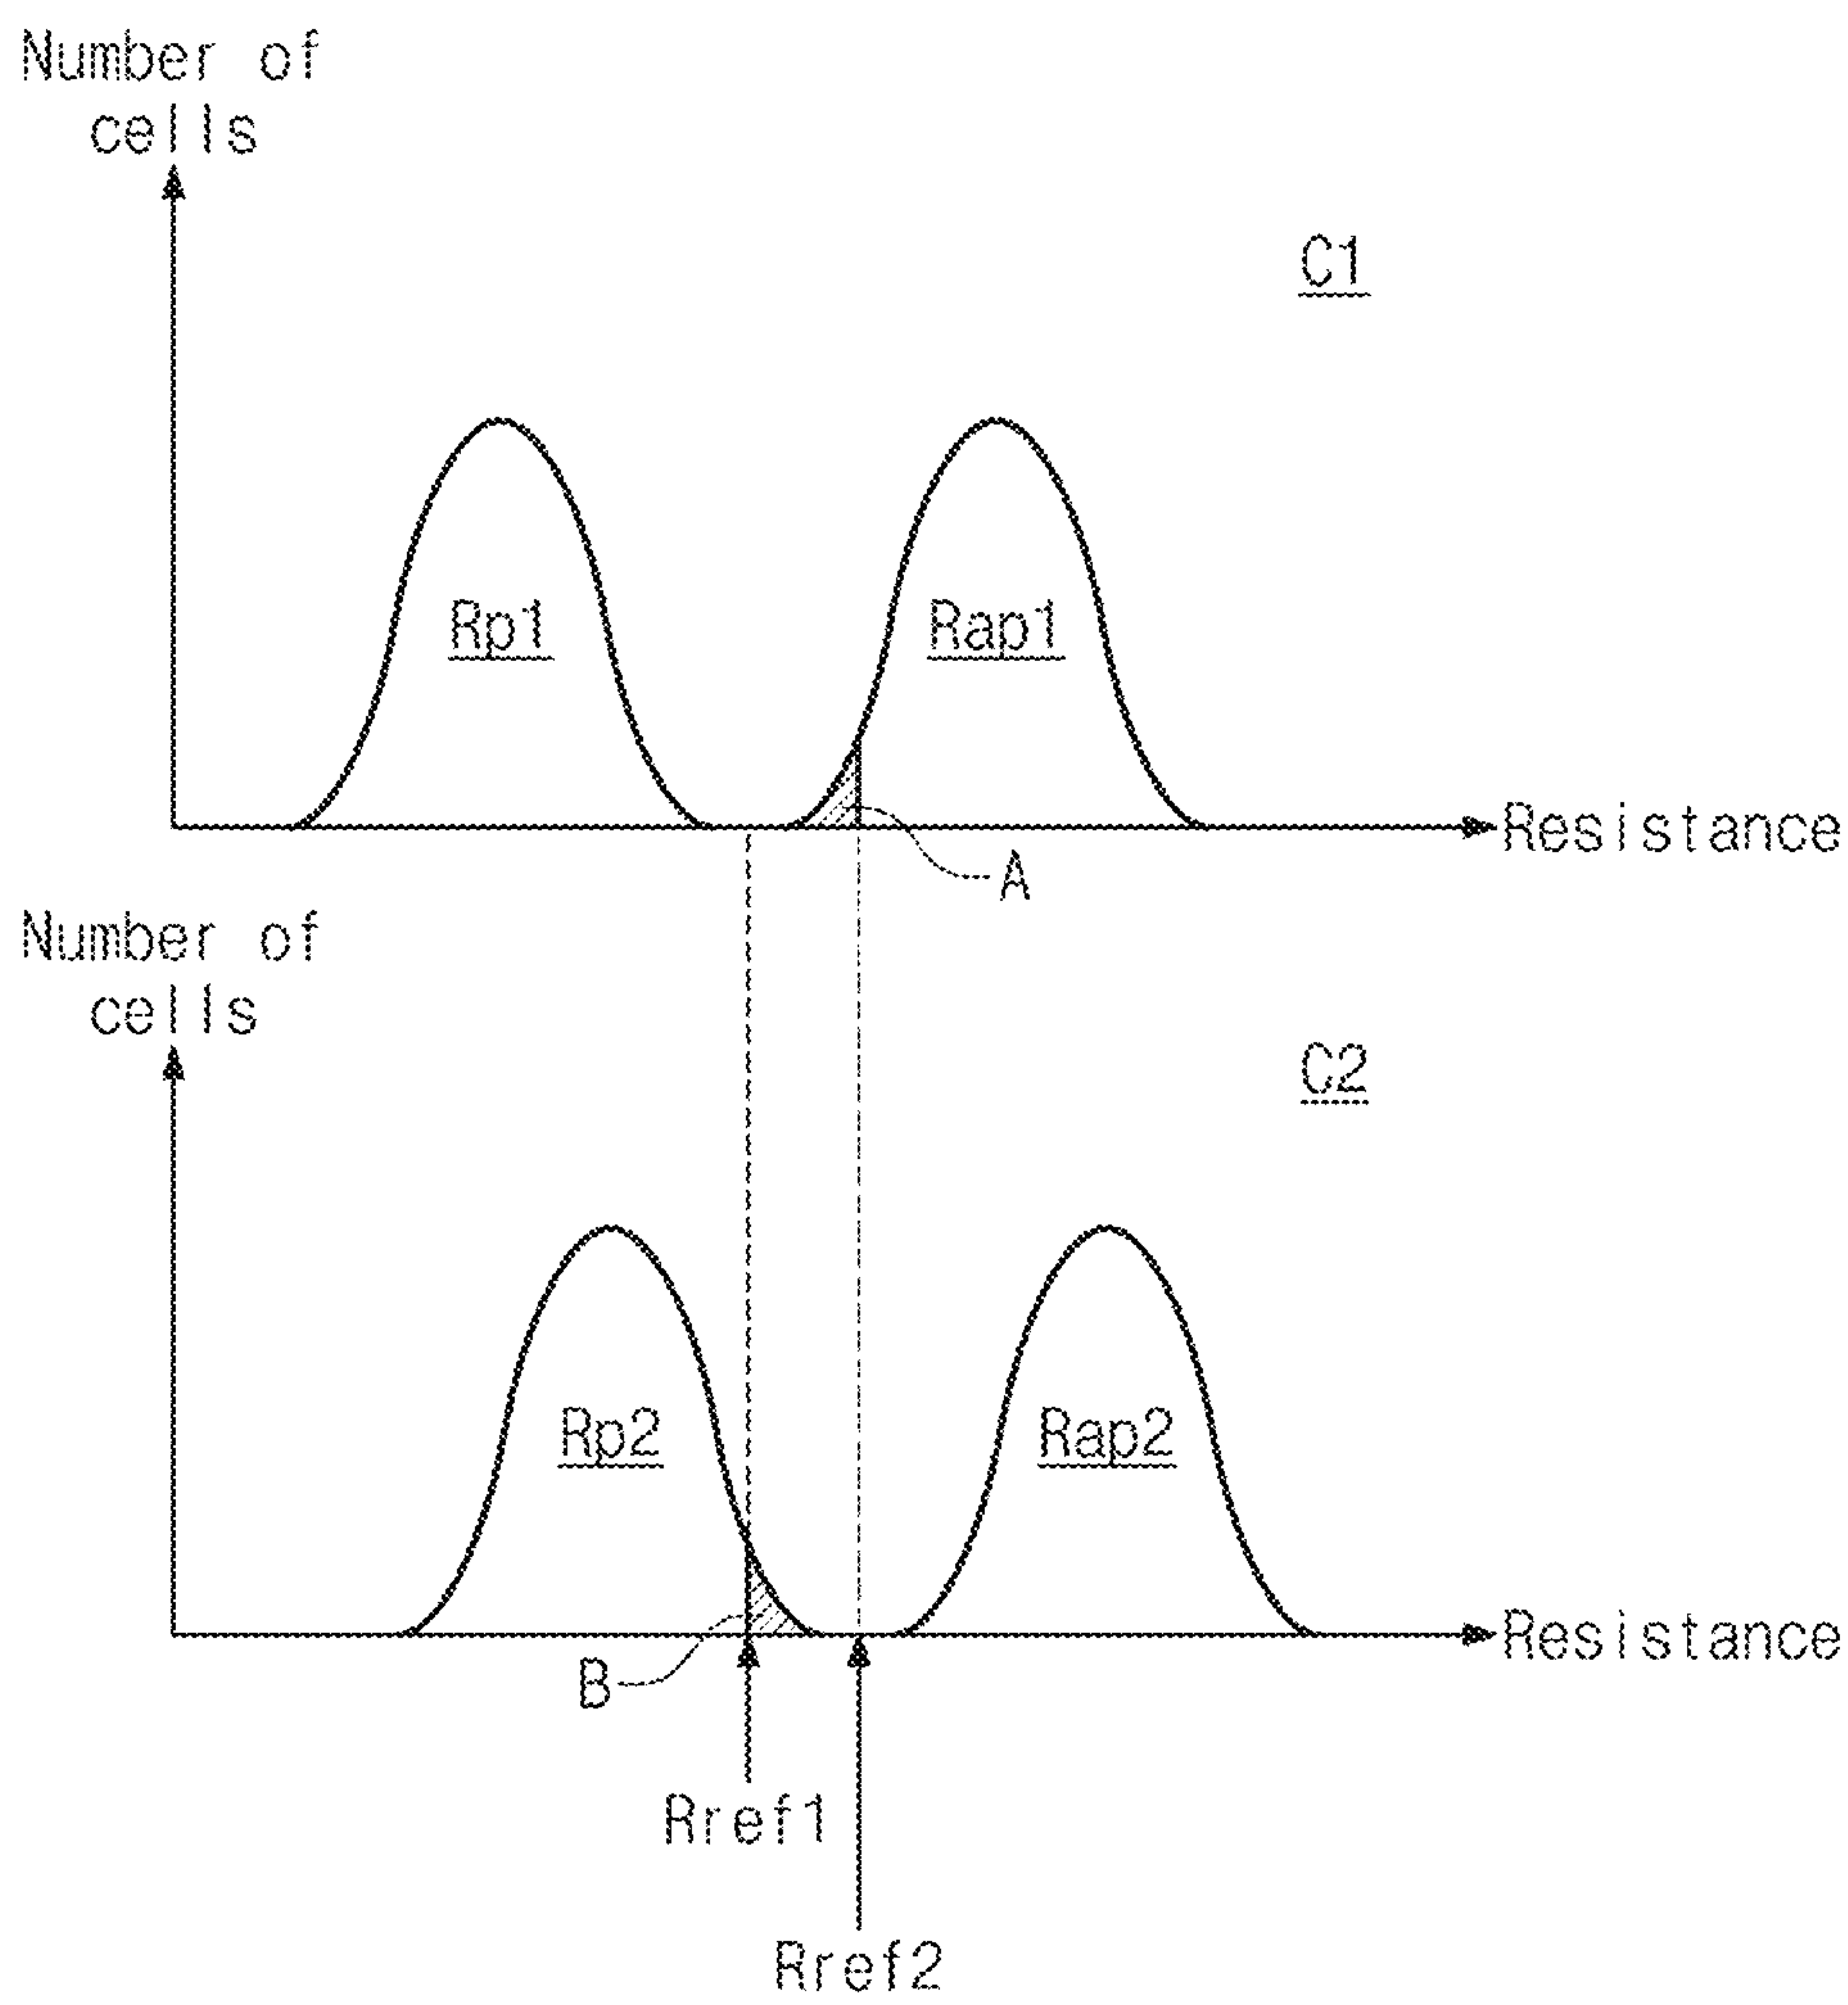 Number of
cells
C1
Rp1
Rap1
Resistance
A
Number of
cells
C2
Rp2
Rap2
Resistance
B
Rref1
Rref2